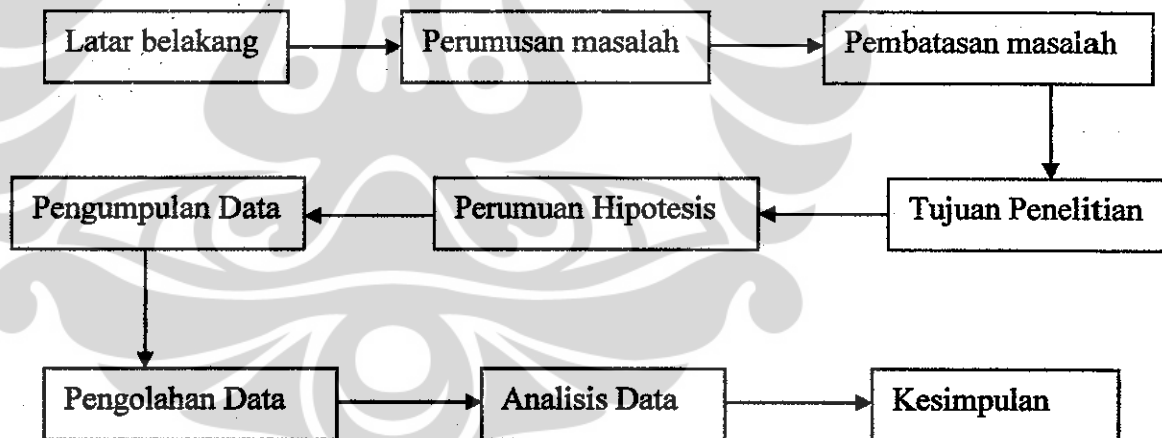 Latar belakang
Perumusan masalah
Pembatasan masalah
Tujuan Penelitian
Perumuan Hipotesis
Pengumpulan Data
Pengolahan Data
Analisis Data
Kesimpulan